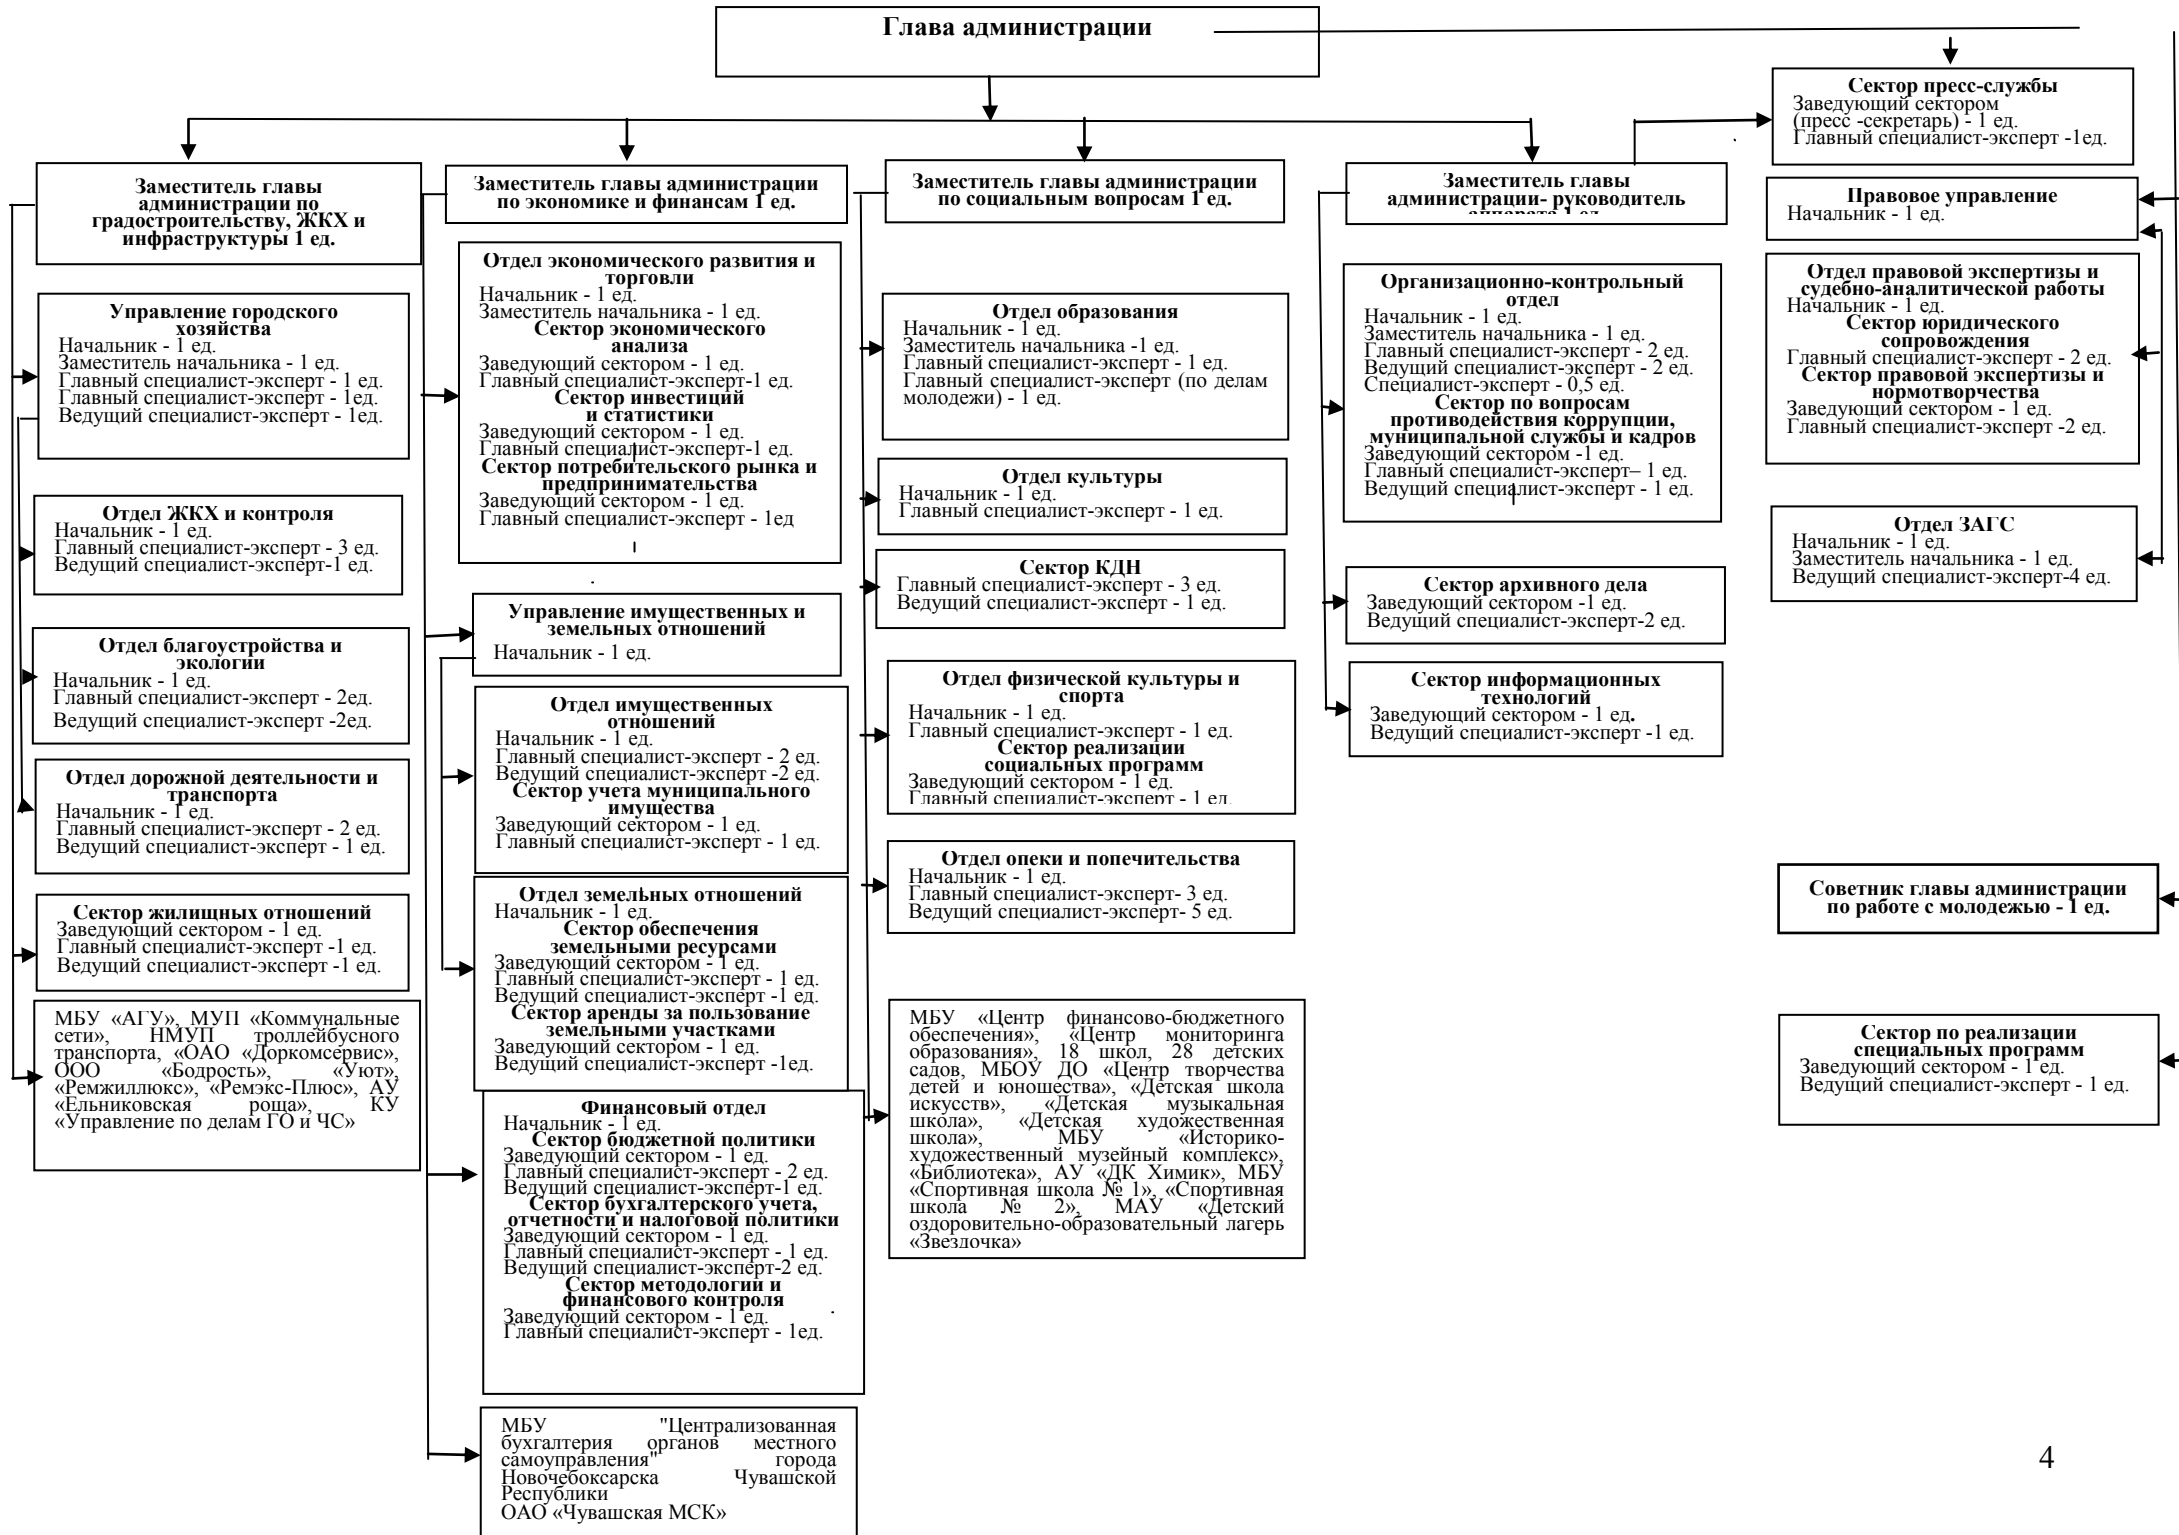 Глава администрации
Сектор пресс-службы
Заведующий сектором
(пресс -секретарь) - 1 ед.
Главный специалист-эксперт -1ед.
Заместитель главы
администрации по
градостроительству, ЖКХ и
инфраструктуры 1 ед.
Заместитель главы администрации
по экономике и финансам 1 ед.
Заместитель главы администрации
по социальным вопросам 1 ед.
Заместитель главы
администрации- руководитель
аппарата 1 ед.
Правовое управление
Начальник - 1 ед.
Управление городского
хозяйства
Начальник - 1 ед.
Заместитель начальника - 1 ед.
Главный специалист-эксперт - 1 ед.
Главный специалист-эксперт - 1ед.
Ведущий специалист-эксперт - 1ед.
Отдел ЖКХ и контроля
Начальник - 1 ед.
Главный специалист-эксперт - 3 ед.
Ведущий специалист-эксперт-1 ед.
Отдел благоустройства и
экологии
Начальник - 1 ед.
Главный специалист-эксперт - 2ед.
Ведущий специалист-эксперт -2ед.
Отдел дорожной деятельности и
транспорта
Начальник - 1 ед.
Главный специалист-эксперт - 2 ед.
Ведущий специалист-эксперт - 1 ед.
Сектор жилищных отношений
Заведующий сектором - 1 ед.
Главный специалист-эксперт -1 ед.
Ведущий специалист-эксперт -1 ед.
МБУ «АГУ», МУП «Коммунальные
сети», НМУП троллейбусного
транспорта, «ОАО «Доркомсервис»,
ООО «Бодрость», «Уют»,
«Ремжиллюкс», «Ремэкс-Плюс», АУ
«Ельниковская роща», КУ
«Управление по делам ГО и ЧС»
Отдел экономического развития и
торговли
Начальник - 1 ед.
Заместитель начальника - 1 ед.
Сектор экономического
анализа
Заведующий сектором - 1 ед.
Главный специалист-эксперт-1 ед.
Сектор инвестиций
и статистики
Заведующий сектором - 1 ед.
Главный специалист-эксперт-1 ед.
Сектор потребительского рынка и
предпринимательства
Заведующий сектором - 1 ед.
Главный специалист-эксперт - 1ед
Управление имущественных и
земельных отношений
Начальник - 1 ед.
Отдел имущественных
отношений
Начальник - 1 ед.
Главный специалист-эксперт - 2 ед.
Ведущий специалист-эксперт -2 ед.
Сектор учета муниципального
имущества
Заведующий сектором - 1 ед.
Главный специалист-эксперт - 1 ед.
Отдел земельных отношений
Начальник - 1 ед.
Сектор обеспечения
земельными ресурсами
Заведующий сектором - 1 ед.
Главный специалист-эксперт - 1 ед.
Ведущий специалист-эксперт -1 ед.
Сектор аренды за пользование
земельными участками
Заведующий сектором - 1 ед.
Ведущий специалист-эксперт -1ед.
Финансовый отдел
Начальник - 1 ед.
Сектор бюджетной политики
Заведующий сектором - 1 ед.
Главный специалист-эксперт - 2 ед.
Ведущий специалист-эксперт-1 ед.
Сектор бухгалтерского учета,
отчетности и налоговой политики
Заведующий сектором - 1 ед.
Главный специалист-эксперт - 1 ед.
Ведущий специалист-эксперт-2 ед.
Сектор методологии и
финансового контроля
Заведующий сектором - 1 ед.
Главный специалист-эксперт - 1ед.
МБУ "Централизованная
бухгалтерия органов местного
самоуправления" города
Новочебоксарска Чувашской
Республики
ОАО «Чувашская МСК»
Отдел образования
Начальник - 1 ед.
Заместитель начальника -1 ед.
Главный специалист-эксперт - 1 ед.
Главный специалист-эксперт (по делам
молодежи) - 1 ед.
Отдел культуры
Начальник - 1 ед.
Главный специалист-эксперт - 1 ед.
Сектор КДН
Главный специалист-эксперт - 3 ед.
Ведущий специалист-эксперт - 1 ед.
Отдел физической культуры и
спорта
Начальник - 1 ед.
Главный специалист-эксперт - 1 ед.
Сектор реализации
социальных программ
Заведующий сектором - 1 ед.
Главный специалист-эксперт - 1 ед.
Отдел опеки и попечительства
Начальник - 1 ед.
Главный специалист-эксперт- 3 ед.
Ведущий специалист-эксперт- 5 ед.
МБУ «Центр финансово-бюджетного
обеспечения», «Центр мониторинга
образования», 18 школ, 28 детских
садов, МБОУ ДО «Центр творчества
детей и юношества», «Детская школа
искусств», «Детская музыкальная
школа», «Детская художественная
школа», МБУ «Историко-
художественный музейный комплекс»,
«Библиотека», АУ «ДК Химик», МБУ
«Спортивная школа № 1», «Спортивная
школа № 2», МАУ «Детский
оздоровительно-образовательный лагерь
«Звездочка»
Организационно-контрольный
отдел
Начальник - 1 ед.
Заместитель начальника - 1 ед.
Главный специалист-эксперт - 2 ед.
Ведущий специалист-эксперт - 2 ед.
Специалист-эксперт - 0,5 ед.
Сектор по вопросам
противодействия коррупции,
муниципальной службы и кадров
Заведующий сектором -1 ед.
Главный специалист-эксперт– 1 ед.
Ведущий специалист-эксперт - 1 ед.
Сектор архивного дела
Заведующий сектором -1 ед.
Ведущий специалист-эксперт-2 ед.
Сектор информационных
технологий
Заведующий сектором - 1 ед.
Ведущий специалист-эксперт -1 ед.
Отдел правовой экспертизы и
судебно-аналитической работы
Начальник - 1 ед.
Сектор юридического
сопровождения
Главный специалист-эксперт - 2 ед.
Сектор правовой экспертизы и
нормотворчества
Заведующий сектором - 1 ед.
Главный специалист-эксперт -2 ед.
Отдел ЗАГС
Начальник - 1 ед.
Заместитель начальника - 1 ед.
Ведущий специалист-эксперт-4 ед.
Советник главы администрации
по работе с молодежью - 1 ед.
Сектор по реализации
специальных программ
Заведующий сектором - 1 ед.
Ведущий специалист-эксперт - 1 ед.
4